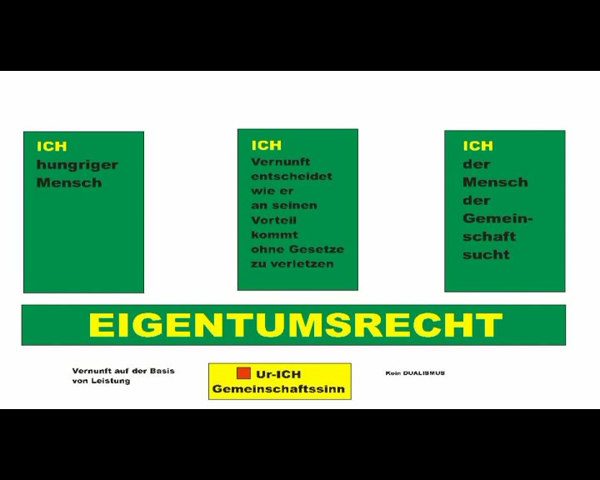 ICH
hungriger
Mensch
ICH
Vernunft
entscheidet
wie er
an seinen
Vorteil
kommt
ohne Gesetze
zu verletzen
ICH
der
Mensch
der
Gemein-
schaft
sucht
EIGENTUMSRECHT
Vernunft auf der Basis
von Leistung
Ur-ICH
Gemeinschaftssinn
Kein DUALISMUS